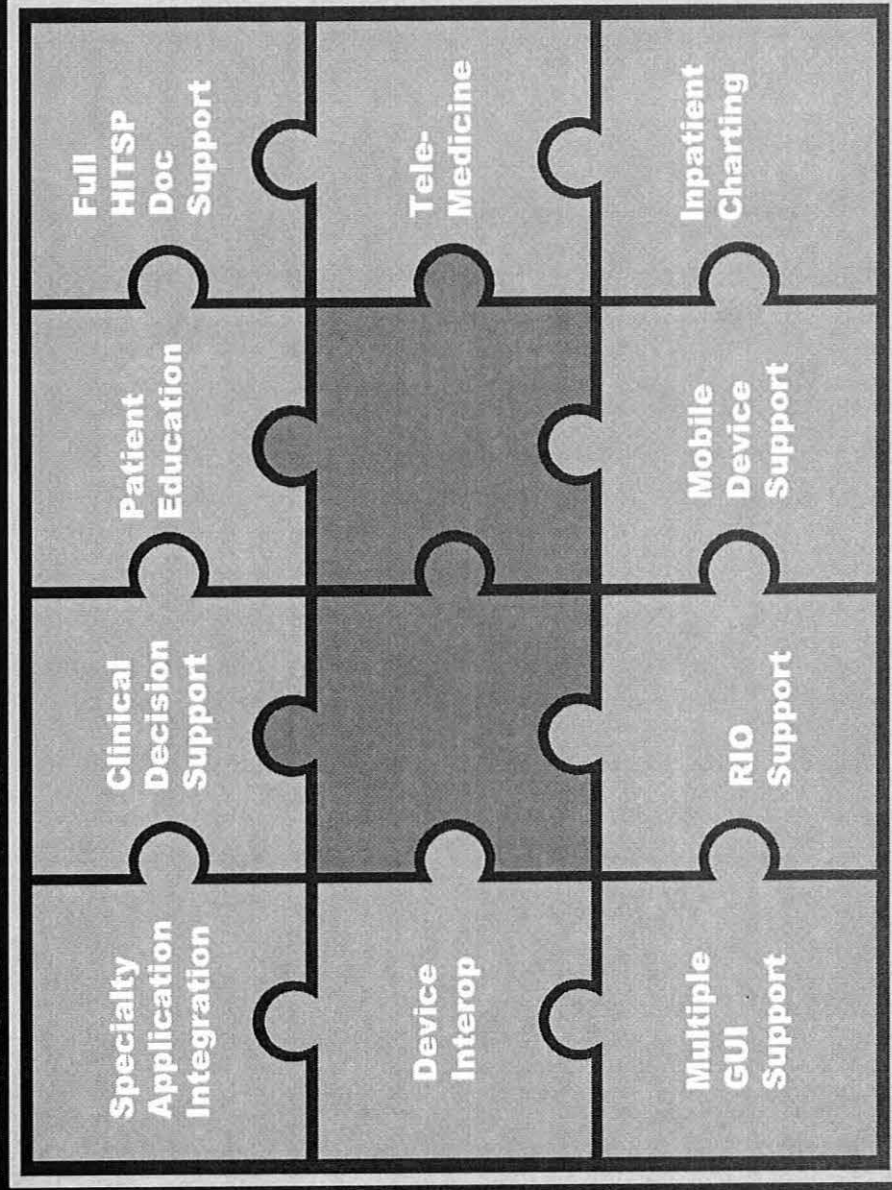 Specialty
Application
Integration
Clinical
Decision
Support
Patient
Education
Full
HITSP
Doc
Support
Device
Interop
Tele-
Medicine
Multiple
GUI
Support
RIO
Support
Mobile
Device
Support
Inpatient
Charting